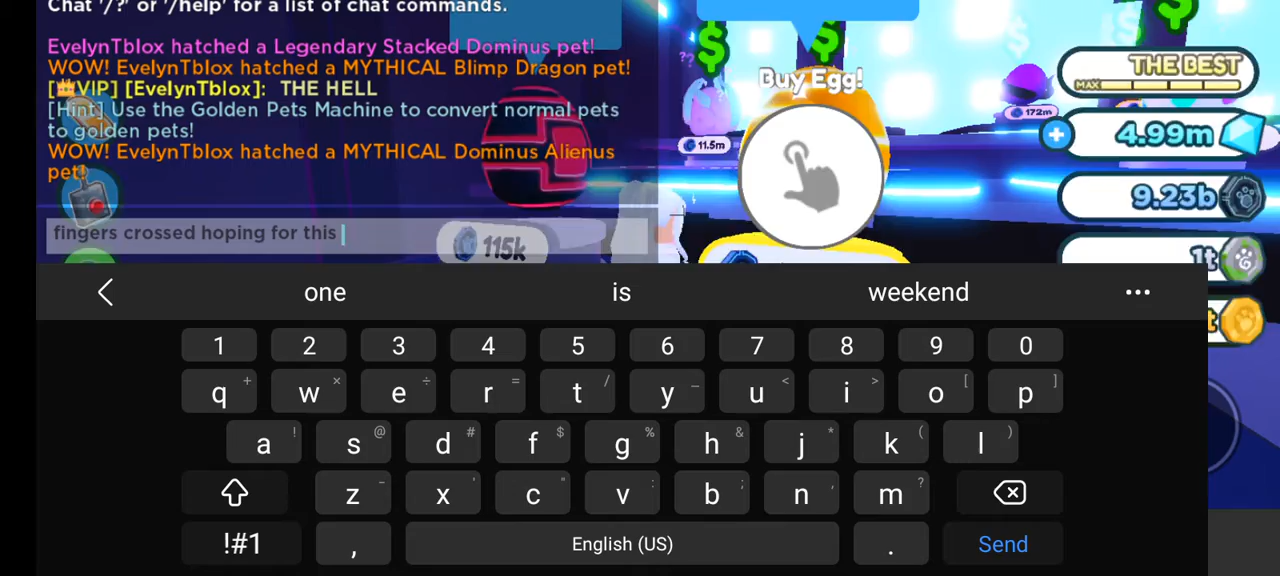 Chat '/?' or '/help' for a list of chat commands.
EvelynTblox hatched a Legendary Stacked Dominus pet!
WOW! EvelynTblox hatched a MYTHICAL Blimp Dragon pet!
[👑VIP] [EvelynTblox]: THE HELL
[Hint] Use the Golden Pets Machine to convert normal pets
to golden pets!
WOW! EvelynTblox hatched a MYTHICAL Dominus Alienus
pet!
fingers crossed hoping for this
115k
Buy Egg!
11.5m
172m
THE BEST
MAX
4.99m
9.23b
1t
t
one is weekend ...
1 2 3 4 5 6 7 8 9 0
q + w × e ÷ r = t / y _ u < i > o [ p ]
a ! s @ d # f $ g % h & j * k ( l )
z - x ' c " v : b ; n , m ?
!#1 , English (US) . Send